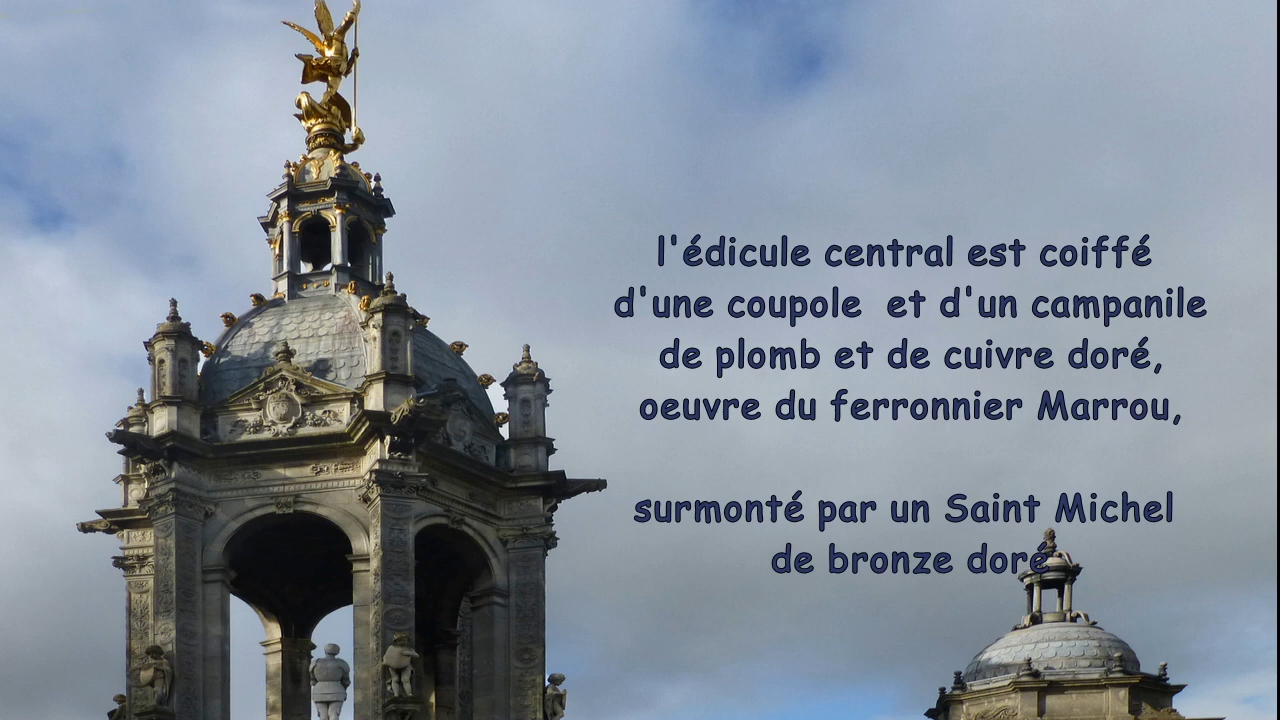 l'édicule central est coiffé
d'une coupole et d'un campanile
de plomb et de cuivre doré,
oeuvre du ferronnier Marrou,
surmonté par un Saint Michel
de bronze doré